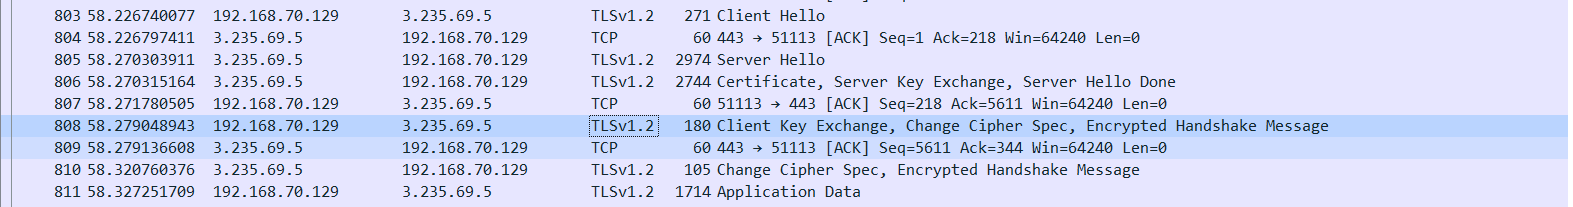 803 58.226740077 192.168.70.129 3.235.69.5 TLSv1.2 271 Client Hello
804 58.226797411 3.235.69.5 192.168.70.129 TCP 60 443 → 51113 [ACK] Seq=1 Ack=218 Win=64240 Len=0
805 58.270303911 3.235.69.5 192.168.70.129 TLSv1.2 2974 Server Hello
806 58.270315164 3.235.69.5 192.168.70.129 TLSv1.2 2744 Certificate, Server Key Exchange, Server Hello Done
807 58.271780505 192.168.70.129 3.235.69.5 TCP 60 51113 → 443 [ACK] Seq=218 Ack=5611 Win=64240 Len=0
808 58.279048943 192.168.70.129 3.235.69.5 TLSv1.2 180 Client Key Exchange, Change Cipher Spec, Encrypted Handshake Message
809 58.279136608 3.235.69.5 192.168.70.129 TCP 60 443 → 51113 [ACK] Seq=5611 Ack=344 Win=64240 Len=0
810 58.320760376 3.235.69.5 192.168.70.129 TLSv1.2 105 Change Cipher Spec, Encrypted Handshake Message
811 58.327251709 192.168.70.129 3.235.69.5 TLSv1.2 1714 Application Data